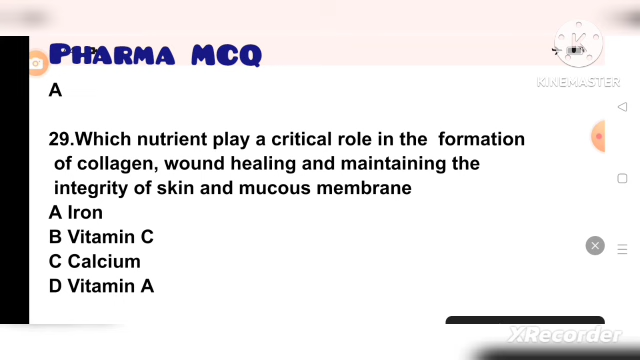 PHARMA MCQ
KINEMASTER
A
29.Which nutrient play a critical role in the formation
of collagen, wound healing and maintaining the
integrity of skin and mucous membrane
A Iron
B Vitamin C
C Calcium
D Vitamin A
XRecorder